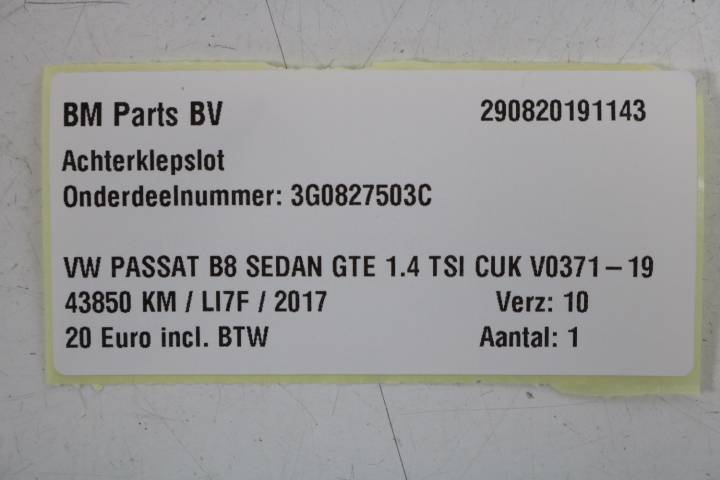 BM Parts BV 290820191143
Achterklepslot
Onderdeelnummer: 3G0827503C
VW PASSAT B8 SEDAN GTE 1.4 TSI CUK V0371-19
43850 KM / LI7F / 2017 Verz: 10
20 Euro incl. BTW Aantal: 1